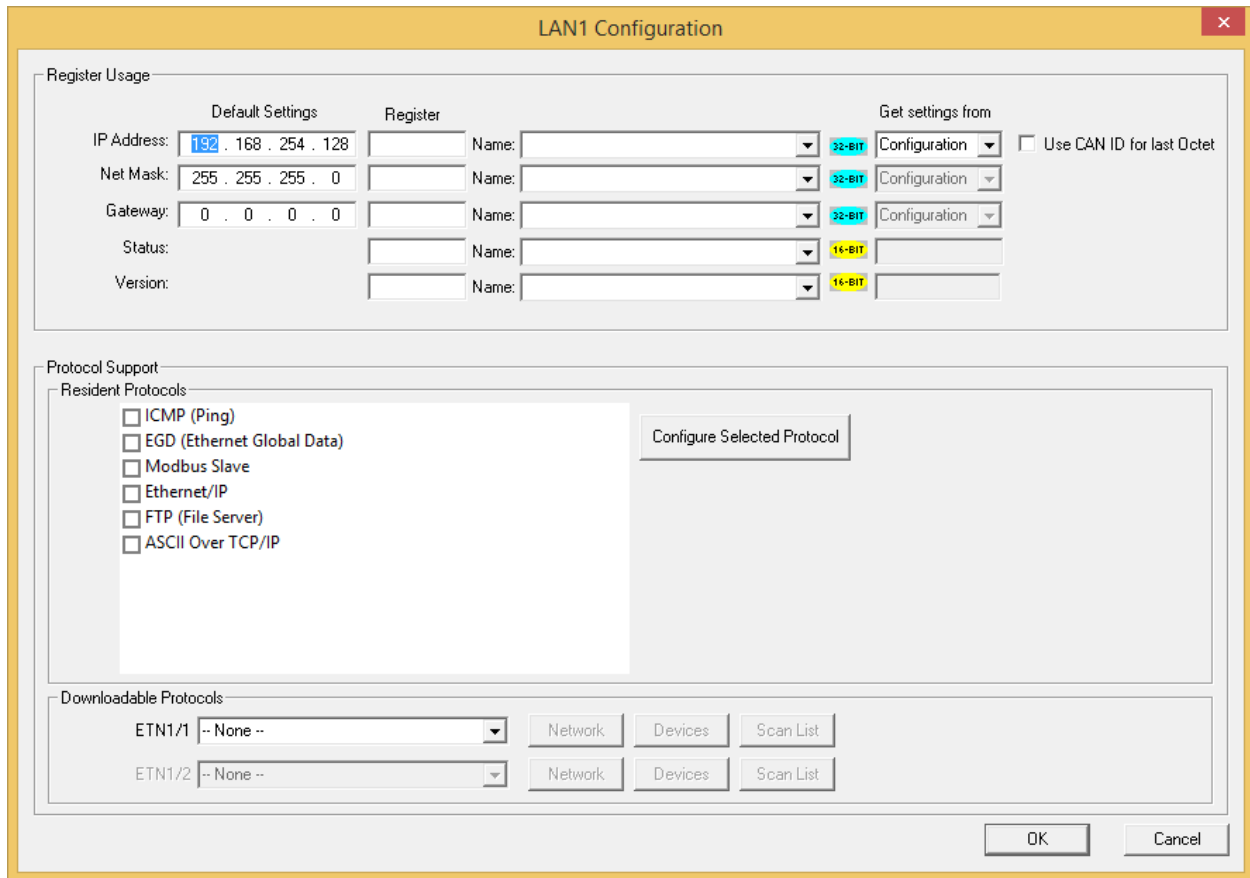 LAN1 Configuration
Register Usage
Default Settings Register Get settings from
IP Address: 192 . 168 . 254 . 128 Name: 32-BIT Configuration Use CAN ID for last Octet
Net Mask: 255 . 255 . 255 . 0 Name: 32-BIT Configuration
Gateway: 0 . 0 . 0 . 0 Name: 32-BIT Configuration
Status: Name: 16-BIT
Version: Name: 16-BIT
Protocol Support
Resident Protocols
ICMP (Ping)
Configure Selected Protocol
EGD (Ethernet Global Data)
Modbus Slave
Ethernet/IP
FTP (File Server)
ASCII Over TCP/IP
Downloadable Protocols
ETN1/1 -- None -- Network Devices Scan List
ETN1/2 -- None -- Network Devices Scan List
OK Cancel